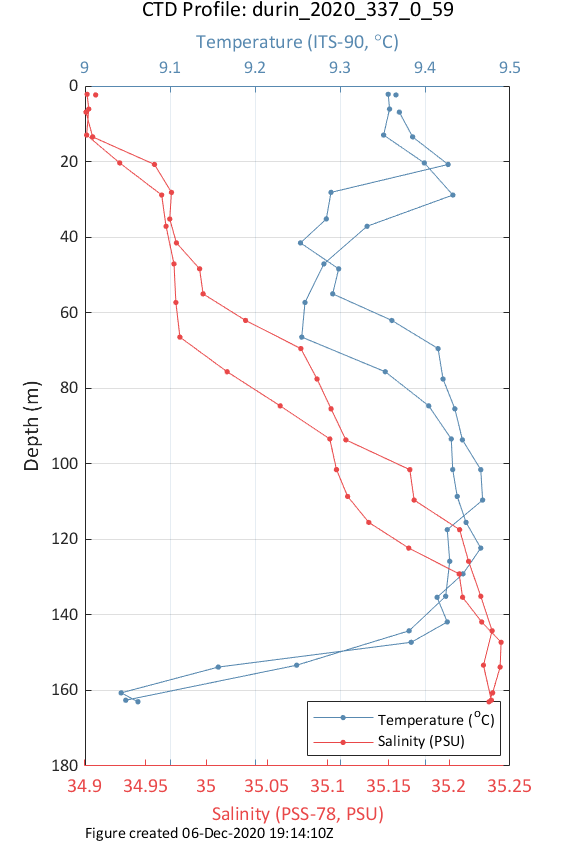 CTD Profile: durin_2020_337_0_59
Temperature (ITS-90, °C)
9 9.1 9.2 9.3 9.4 9.5
0
20
40
60
80
100
120
140
160
180
Depth (m)
Temperature (°C)
Salinity (PSU)
34.9 34.95 35 35.05 35.1 35.15 35.2 35.25
Salinity (PSS-78, PSU)
Figure created 06-Dec-2020 19:14:10Z